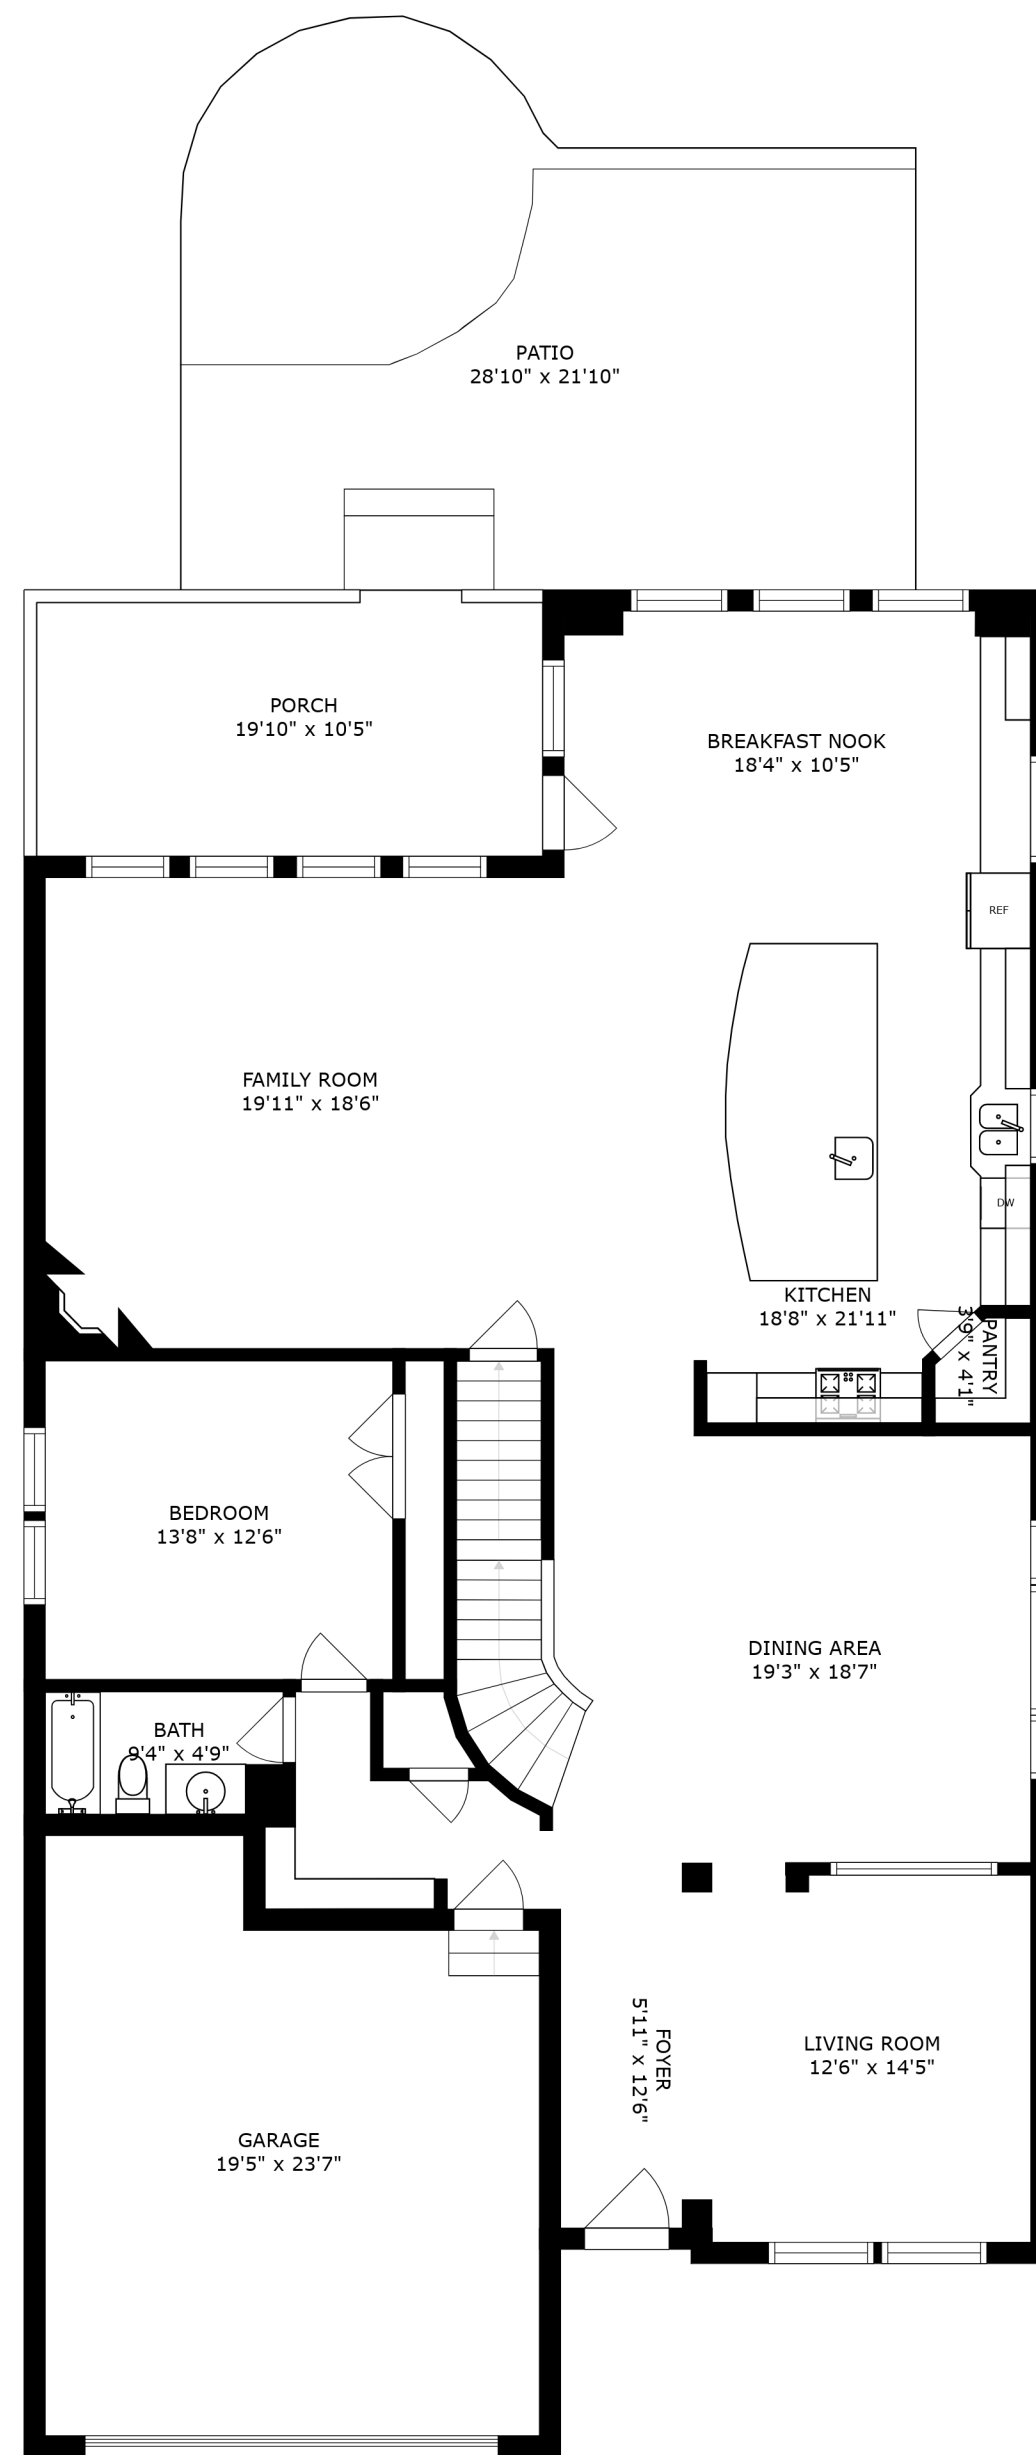 PATIO
28'10" x 21'10"
PORCH
19'10" x 10'5"
BREAKFAST NOOK
18'4" x 10'5"
REF
FAMILY ROOM
19'11" x 18'6"
DW
KITCHEN
18'8" x 21'11"
PANTRY
3'9" x 4'1"
BEDROOM
13'8" x 12'6"
DINING AREA
19'3" x 18'7"
BATH
9'4" x 4'9"
FOYER
5'11" x 12'6"
LIVING ROOM
12'6" x 14'5"
GARAGE
19'5" x 23'7"